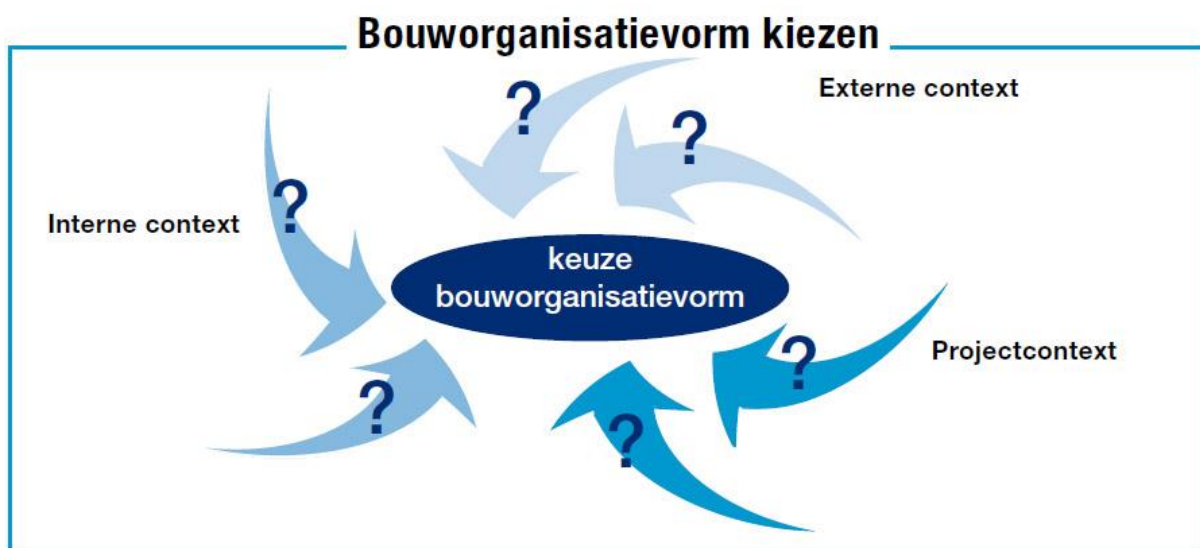 Bouworganisatievorm kiezen
Externe context
?
?
?
Interne context
keuze
bouworganisatievorm
Projectcontext
?
?
?